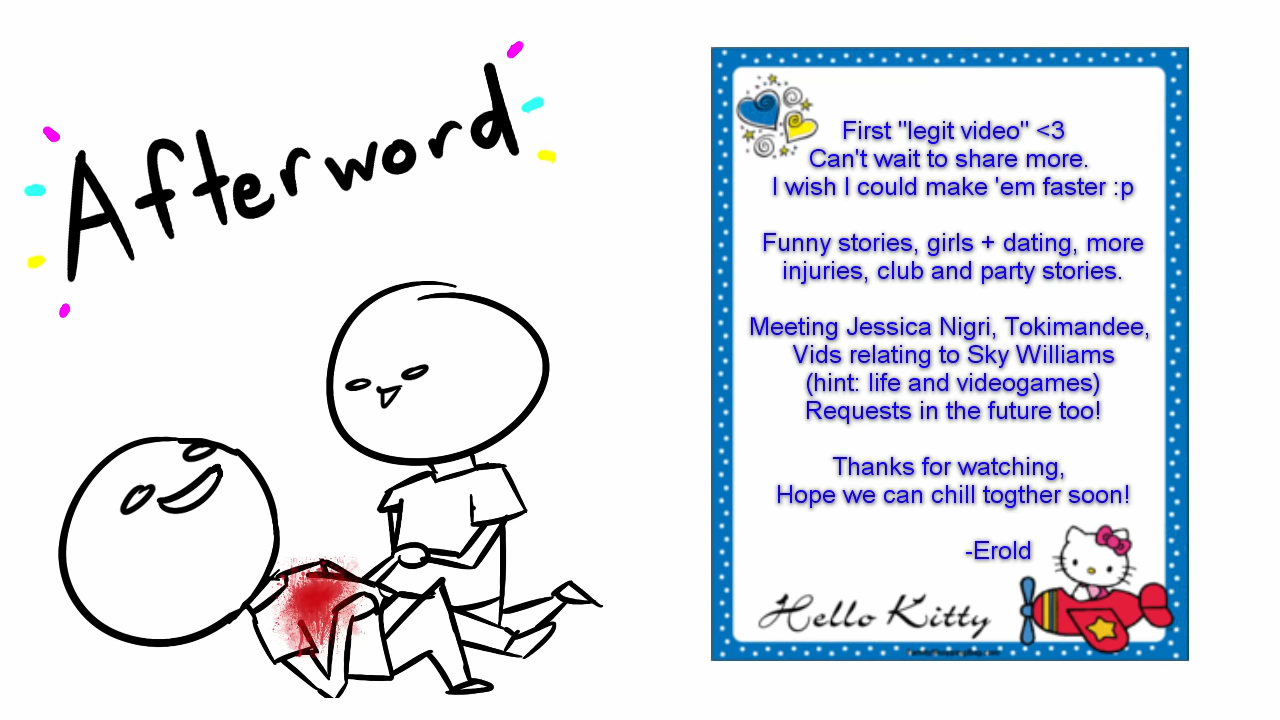 Afterword
First "legit video" <3
Can't wait to share more.
I wish I could make 'em faster :p
Funny stories, girls + dating, more
injuries, club and party stories.
Meeting Jessica Nigri, Tokimandee,
Vids relating to Sky Williams
(hint: life and videogames)
Requests in the future too!
Thanks for watching,
Hope we can chill togther soon!
-Erold
Hello Kitty